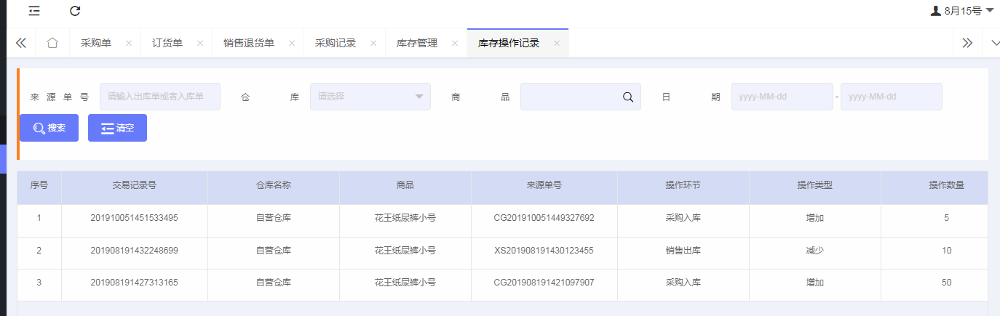 8月15号
采购单 订货单 销售退货单 采购记录 库存管理 库存操作记录
来源单号 请输入出库单或者入库单 仓库 请选择 商品 日期 yyyy-MM-dd - yyyy-MM-dd
搜索 清空
序号 交易记录号 仓库名称 商品 来源单号 操作环节 操作类型 操作数量
1 201910051451533495 自营仓库 花王纸尿裤小号 CG201910051449327692 采购入库 增加 5
2 201908191432248699 自营仓库 花王纸尿裤小号 XS201908191430123455 销售出库 减少 10
3 201908191427313165 自营仓库 花王纸尿裤小号 CG201908191421097907 采购入库 增加 50